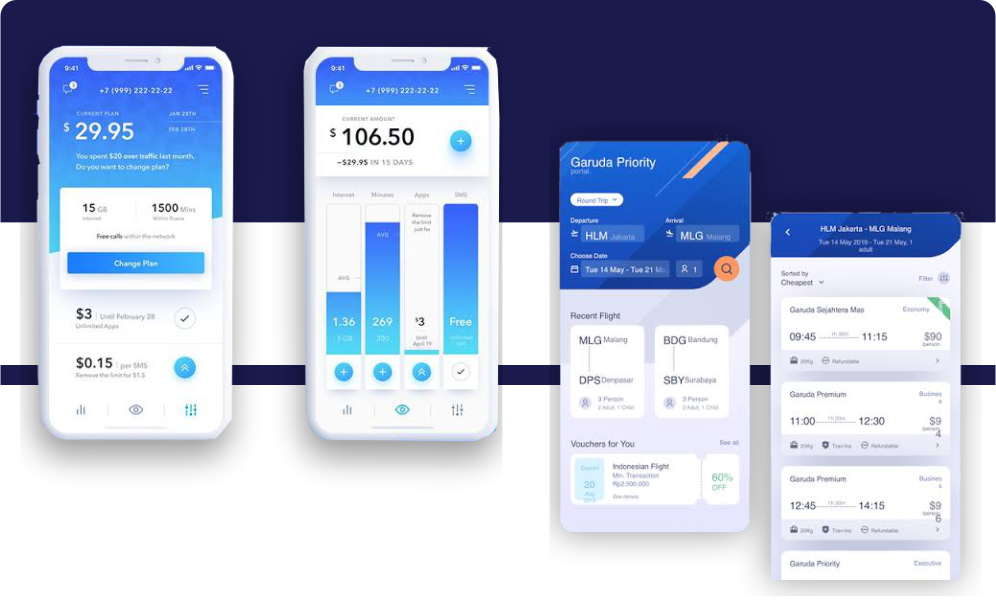 9:41
+7 (999) 222-22-22
CURRENT PLAN
JAN 29TH
$ 29.95
FEB 28TH
You spent $20 over traffic last month.
Do you want to change plan?
15 GB
1500 Mins
Internet
Within Russia
Free calls within the network
Change Plan
$3 | Until February 28
Unlimited Apps
$0.15 | per SMS
Remove the limit for $1.5
9:41
+7 (999) 222-22-22
CURRENT AMOUNT
$ 106.50
–$29.95 IN 15 DAYS
Internet
Minutes
Apps
SMS
Remove
the limit
just for
AVG
AVG
1.36
5 GB
269
300
$3
Until
April 19
Free
Garuda Priority
portal.
Round Trip
Departure
Arrival
HLM Jakarta
MLG Malang
Choose Date
Tue 14 May - Tue 21 Mo
1
Recent Flight
MLG Malang
BDG Bandung
DPS Denpasar
SBY Surabaya
3 Person
2 Adult, 1 Child
3 Person
2 Adult, 1 Child
Vouchers for You
See all
Indonesian Flight
Min. Transaction
Rp2.500.000
See details
20
60%
OFF
HLM Jakarta - MLG Malang
Tue 14 May 2019 - Tue 21 May, 1
adult
Sorted by
Cheapest
Filter
Garuda Sejahtera Mas
Economy
09:45
1h 30m
11:15
$90
/person
20Kg
Refundable
Garuda Premium
Busines
s
11:00
1h 30m
12:30
$9
4
/person
20Kg
Refundable
Garuda Premium
Busines
s
12:45
1h 30m
14:15
$9
6
/person
20Kg
Refundable
Garuda Priority
Executive